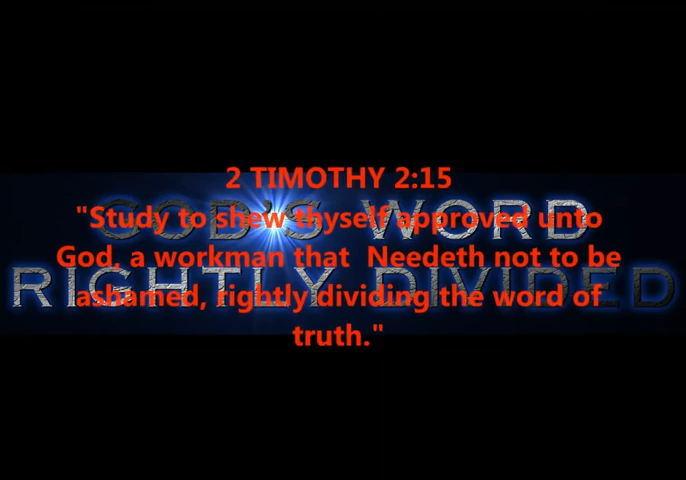 2 TIMOTHY 2:15
"Study to shew thyself approved unto
God, a workman that  Needeth not to be
ashamed, rightly dividing the word of
truth."
GOD'S WORD
RIGHTLY DIVIDED